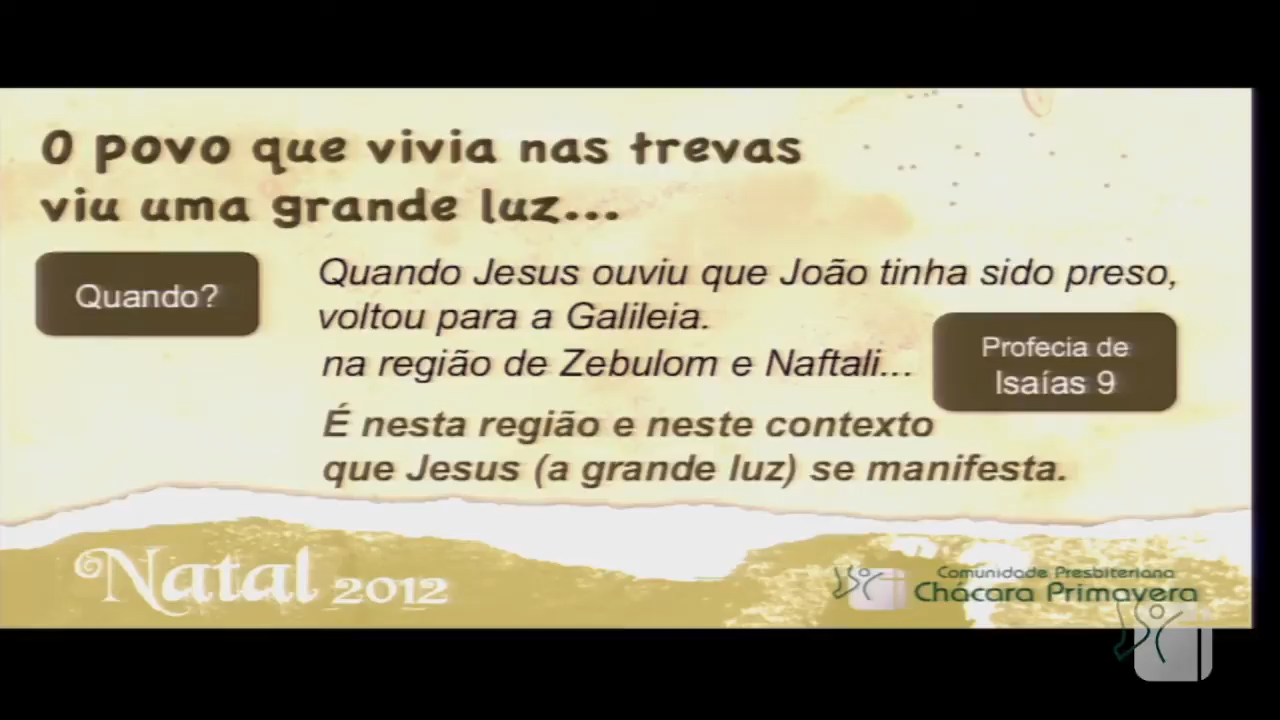 O povo que vivia nas trevas
viu uma grande luz...
Quando?
Quando Jesus ouviu que João tinha sido preso,
voltou para a Galileia.
na região de Zebulom e Naftali...
Profecia de
Isaías 9
É nesta região e neste contexto
que Jesus (a grande luz) se manifesta.
Natal 2012
Comunidade Presbiteriana
Chácara Primavera